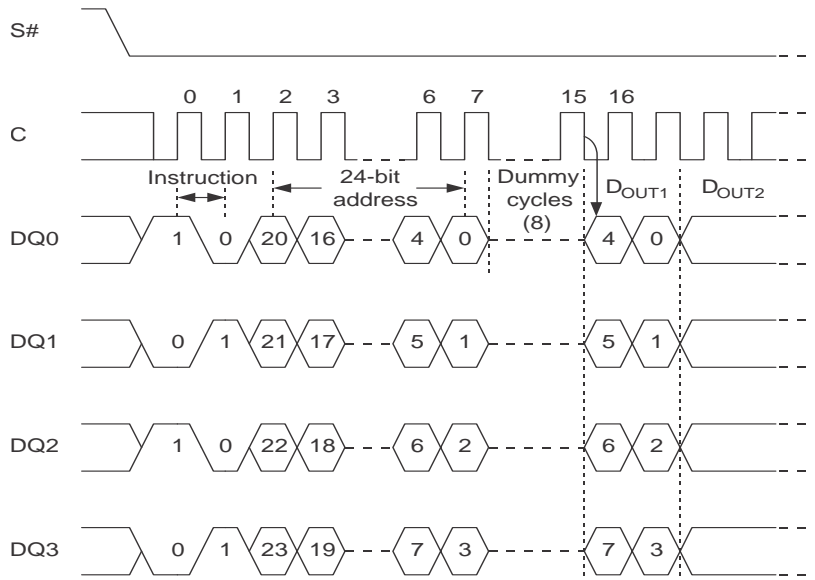 S#
0 1 2 3 6 7 15 16
C
Instruction 24-bit Dummy
address cycles D_OUT1 D_OUT2
(8)
DQ0 1 0 20 16 4 0 4 0
DQ1 0 1 21 17 5 1 5 1
DQ2 1 0 22 18 6 2 6 2
DQ3 0 1 23 19 7 3 7 3